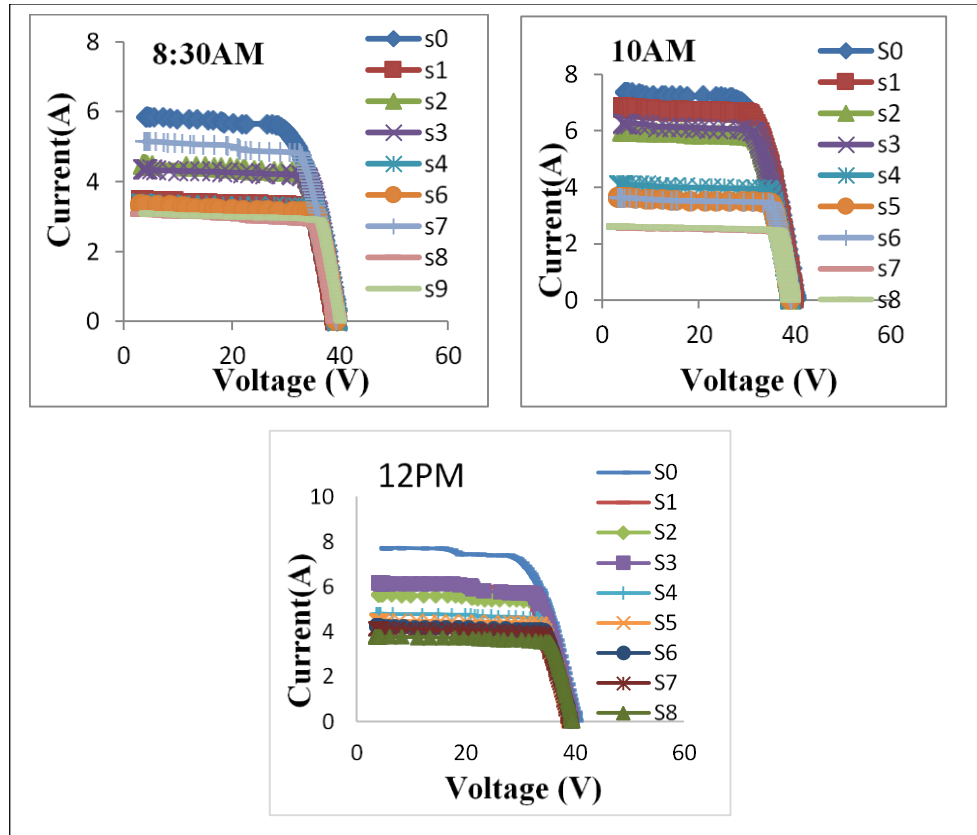 8:30AM
Current(A)
8
6
4
2
0
0 20 40 60
Voltage (V)
s0
s1
s2
s3
s4
s6
s7
s8
s9
10AM
Current(A)
8
6
4
2
0
0 20 40 60
Voltage (V)
S0
s1
s2
s3
s4
s5
s6
s7
s8
12PM
Current(A)
10
8
6
4
2
0
0 20 40 60
Voltage (V)
S0
S1
S2
S3
S4
S5
S6
S7
S8